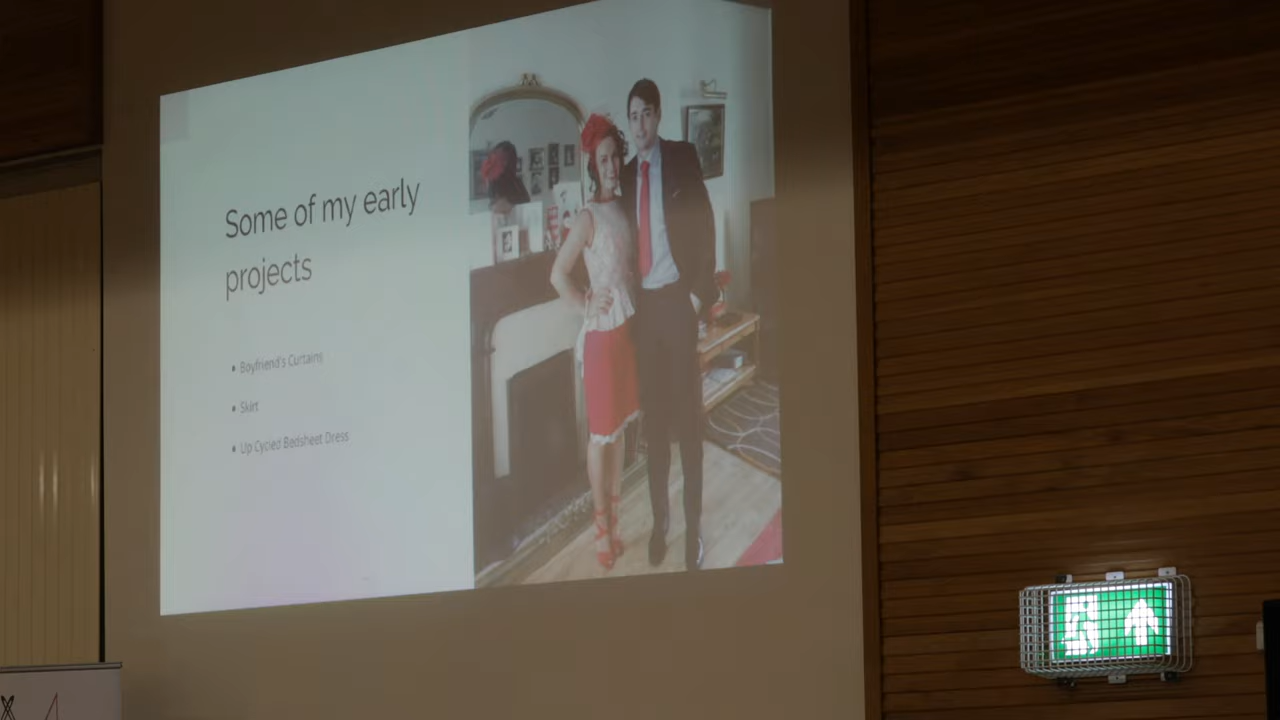 Some of my early
projects
Boyfriend's Curtains
Skirt
Up Cycled Bedsheet Dress